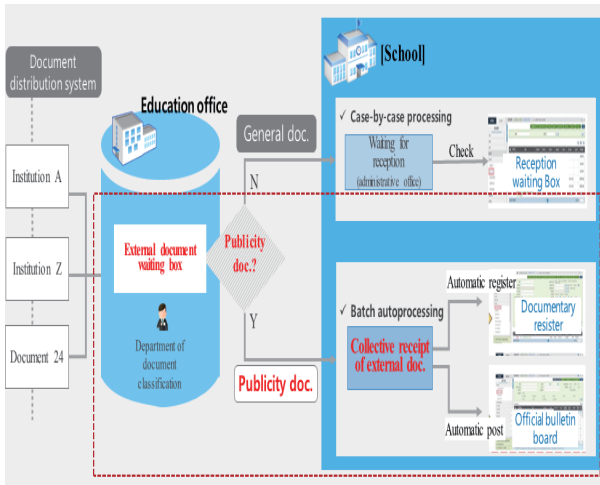 Document
distribution system
Institution A
Institution Z
Document 24
Education office
External document
waiting box
Department of
document
classification
General doc.
N
Publicity
doc.?
Y
Publicity doc.
[School]
✓ Case-by-case processing
Waiting for
reception
(administrative office)
Check
Reception
waiting Box
✓ Batch autoprocessing
Collective receipt
of external doc.
Automatic register
Documentary
resister
Automatic post
Official bulletin
board